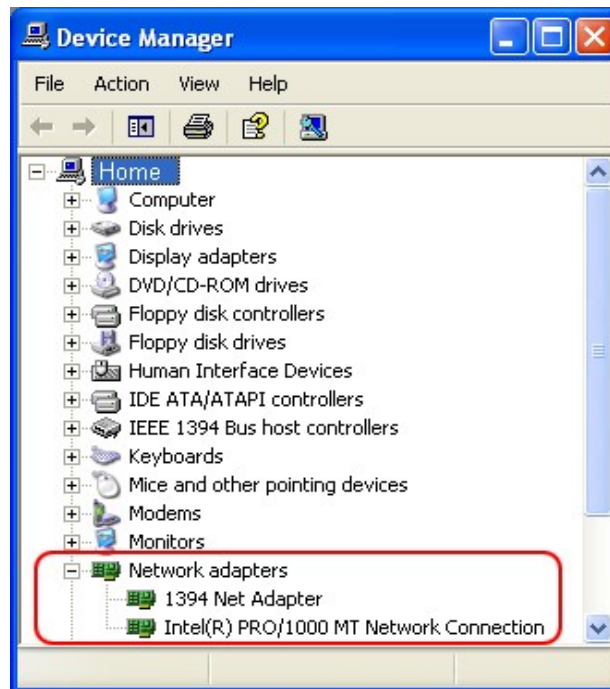 Device Manager
File Action View Help
Home
Computer
Disk drives
Display adapters
DVD/CD-ROM drives
Floppy disk controllers
Floppy disk drives
Human Interface Devices
IDE ATA/ATAPI controllers
IEEE 1394 Bus host controllers
Keyboards
Mice and other pointing devices
Modems
Monitors
Network adapters
1394 Net Adapter
Intel(R) PRO/1000 MT Network Connection